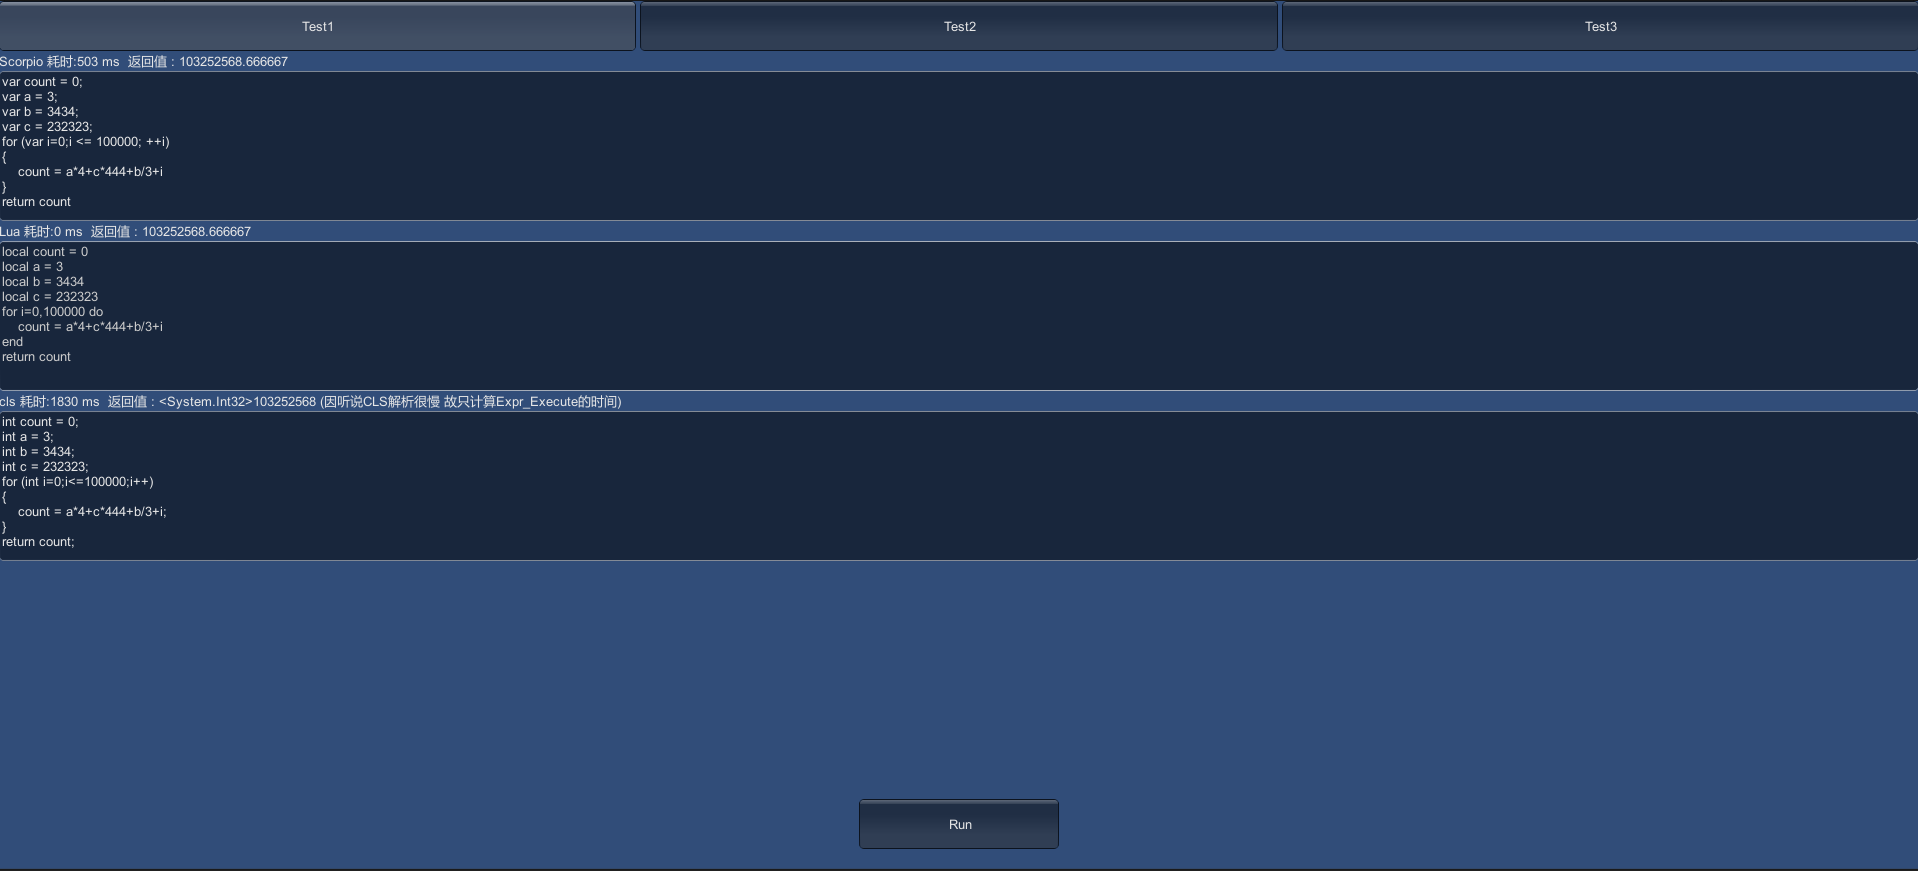 Test1
Test2
Test3
Scorpio 耗时:503 ms  返回值 : 103252568.666667
var count = 0;
var a = 3;
var b = 3434;
var c = 232323;
for (var i=0;i <= 100000; ++i)
{
    count = a*4+c*444+b/3+i
}
return count
Lua 耗时:0 ms  返回值 : 103252568.666667
local count = 0
local a = 3
local b = 3434
local c = 232323
for i=0,100000 do
    count = a*4+c*444+b/3+i
end
return count
cls 耗时:1830 ms  返回值 : <System.Int32>103252568 (因听说CLS解析很慢 故只计算Expr_Execute的时间)
int count = 0;
int a = 3;
int b = 3434;
int c = 232323;
for (int i=0;i<=100000;i++)
{
    count = a*4+c*444+b/3+i;
}
return count;
Run